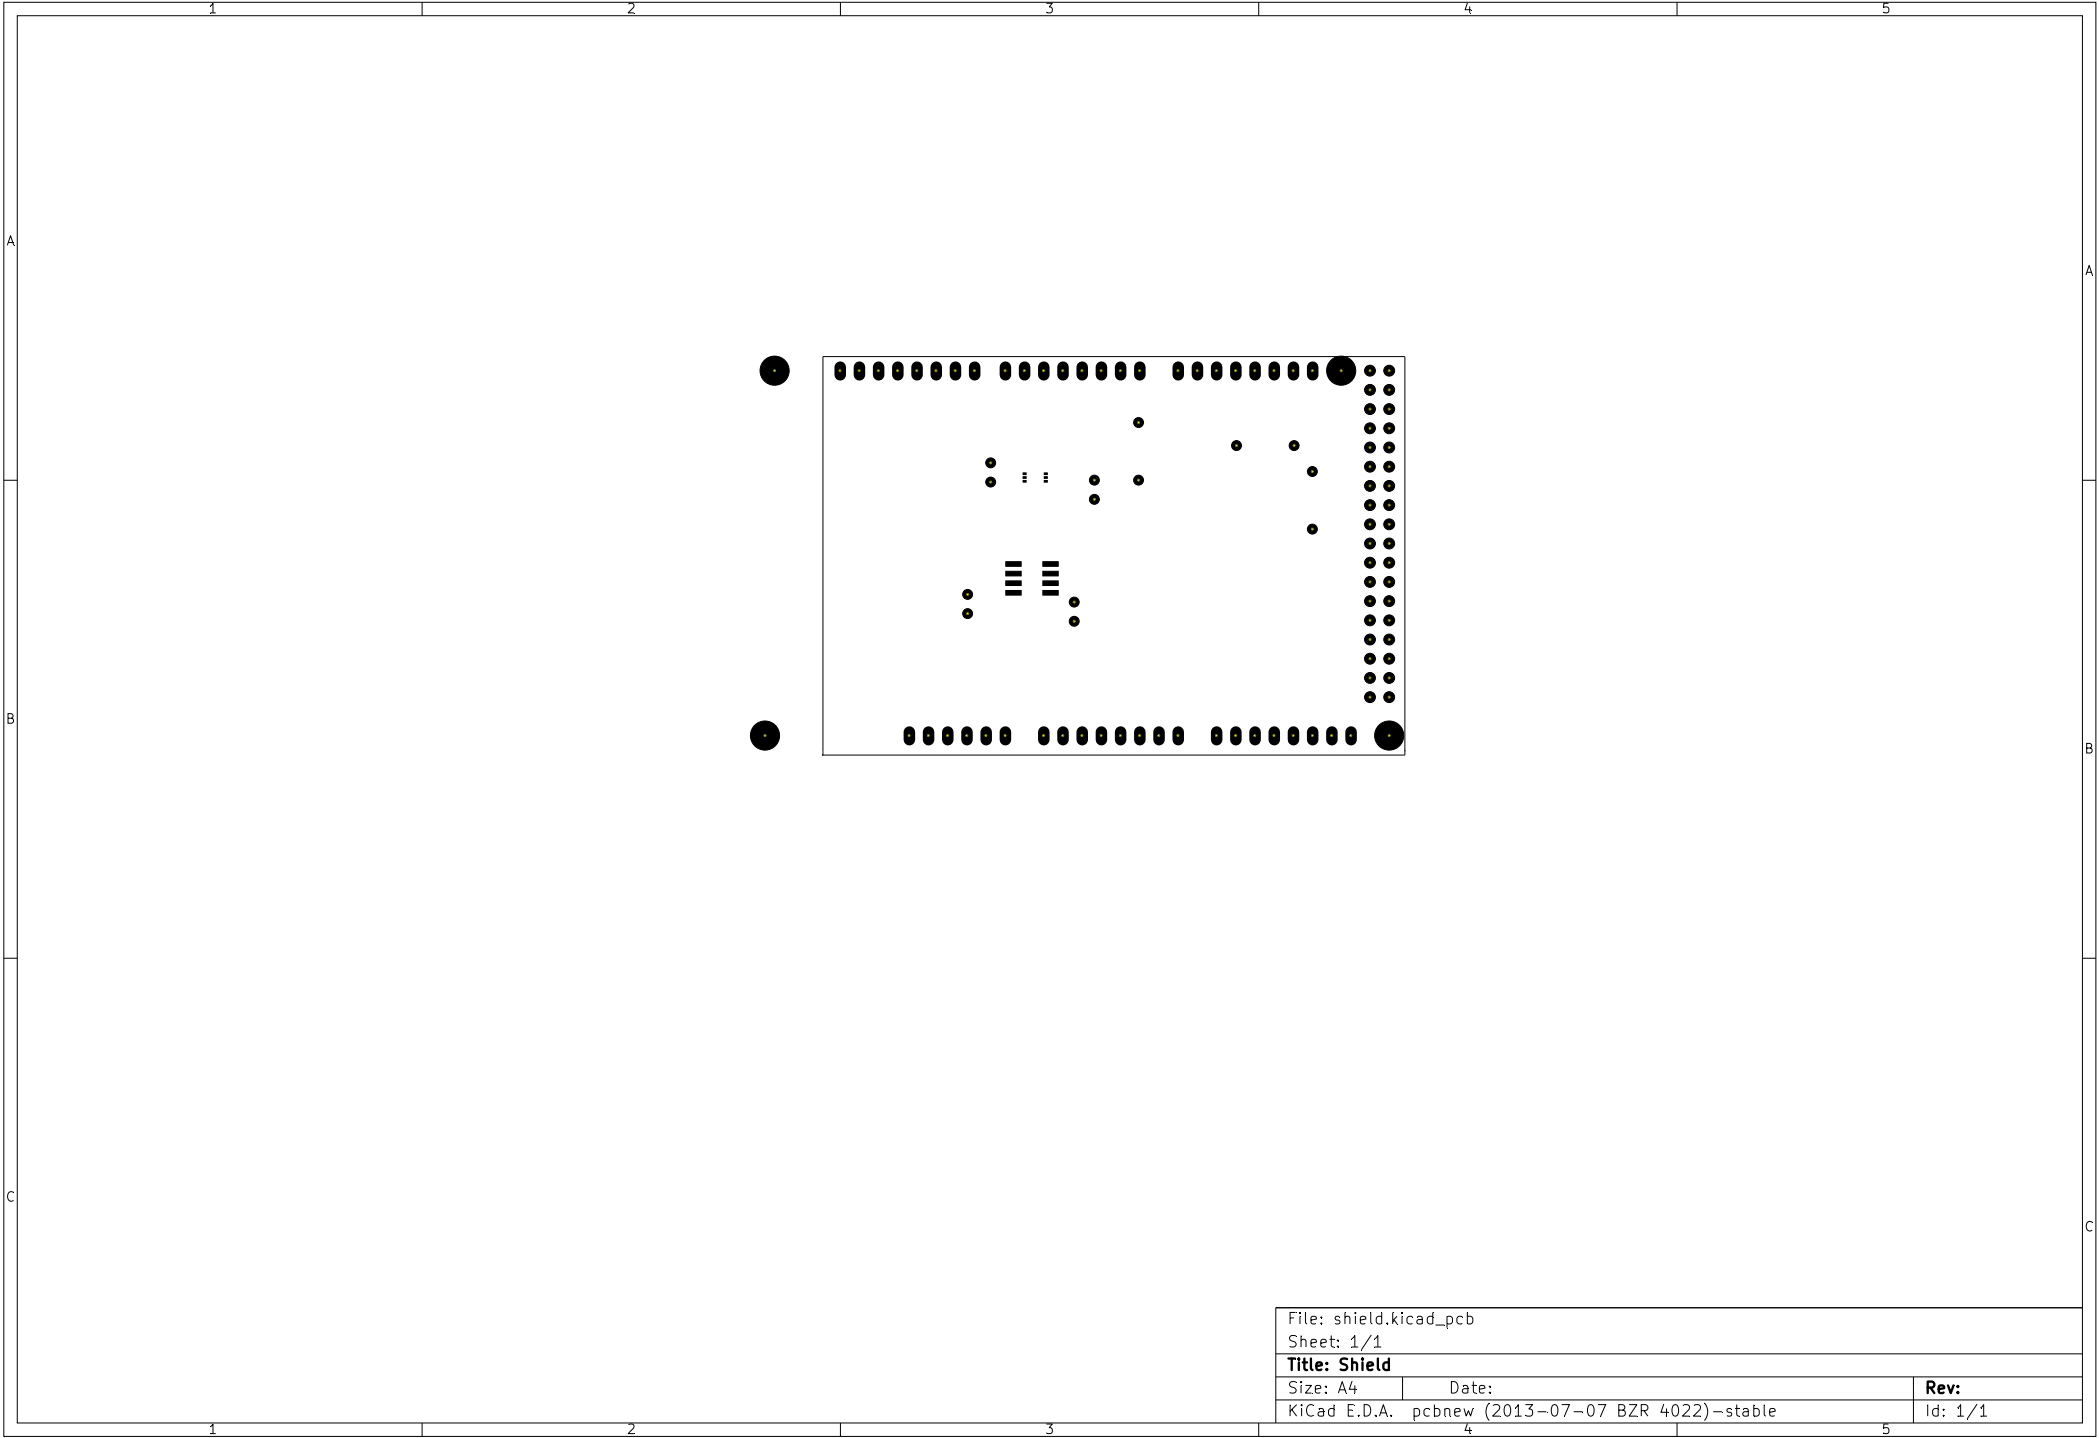 1 2 3 4 5
A A
B B
C C
File: shield.kicad_pcb
Sheet: 1/1
Title: Shield
Size: A4 Date: Rev:
KiCad E.D.A. pcbnew (2013-07-07 BZR 4022)-stable Id: 1/1
1 2 3 4 5